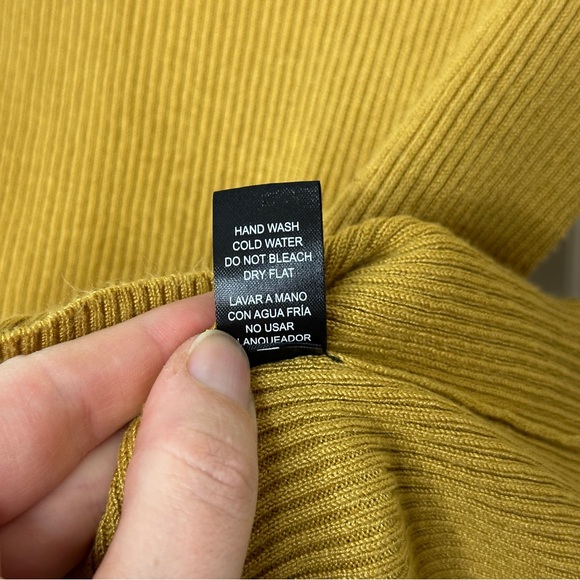 HAND WASH
COLD WATER
DO NOT BLEACH
DRY FLAT
LAVAR A MANO
CON AGUA FRÍA
NO USAR